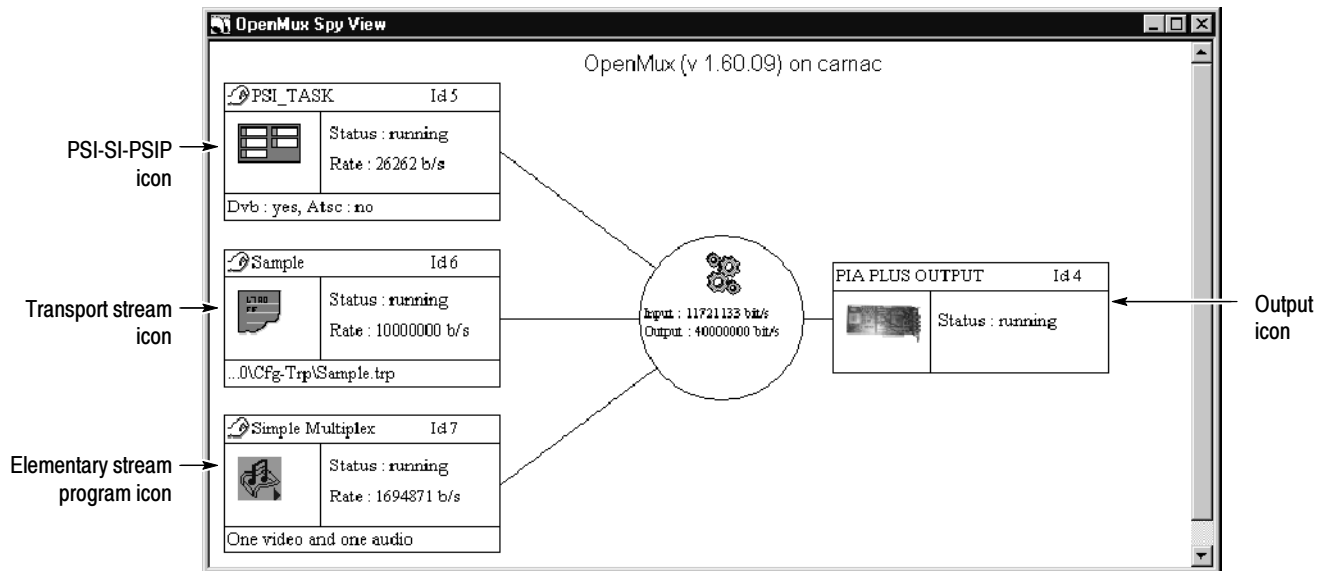 OpenMux Spy View
OpenMux (v 1.60.09) on carnac
PSI_TASK Id 5
Status : running
Rate : 26262 b/s
Dvb : yes, Atsc : no
PSI-SI-PSIP
icon
Sample Id 6
Status : running
Rate : 10000000 b/s
...0\Cfg-Trp\Sample.trp
Transport stream
icon
Simple Multiplex Id 7
Status : running
Rate : 1694871 b/s
One video and one audio
Elementary stream
program icon
Input : 11721133 bit/s
Output : 40000000 bit/s
PIA PLUS OUTPUT Id 4
Status : running
Output
icon